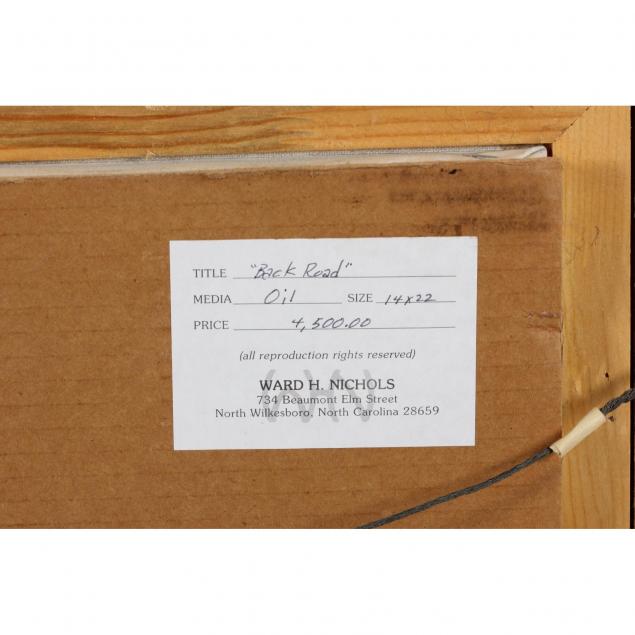 TITLE "Back Road"
MEDIA Oil SIZE 14x22
PRICE 4,500.00
(all reproduction rights reserved)
WARD H. NICHOLS
734 Beaumont Elm Street
North Wilkesboro, North Carolina 28659